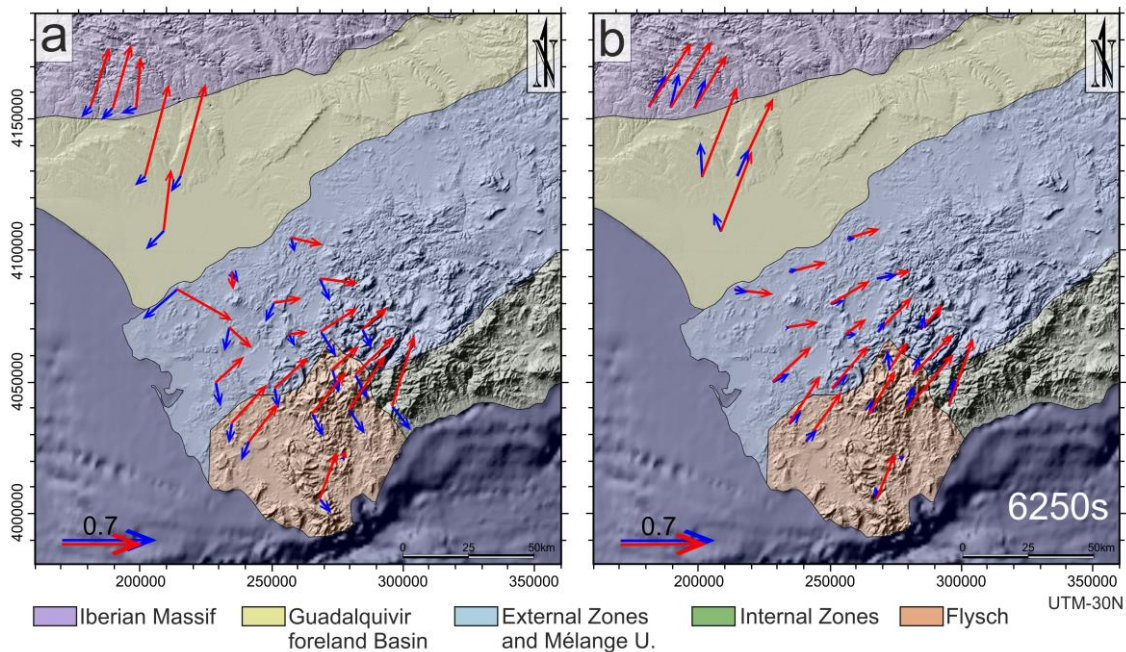 a
b
4150000
4100000
4050000
4000000
0.7
0.7
6250s
0 25 50km
0 25 50km
200000 250000 300000 350000
200000 250000 300000 350000
UTM-30N
Iberian Massif
Guadalquivir
foreland Basin
External Zones
and Mélange U.
Internal Zones
Flysch